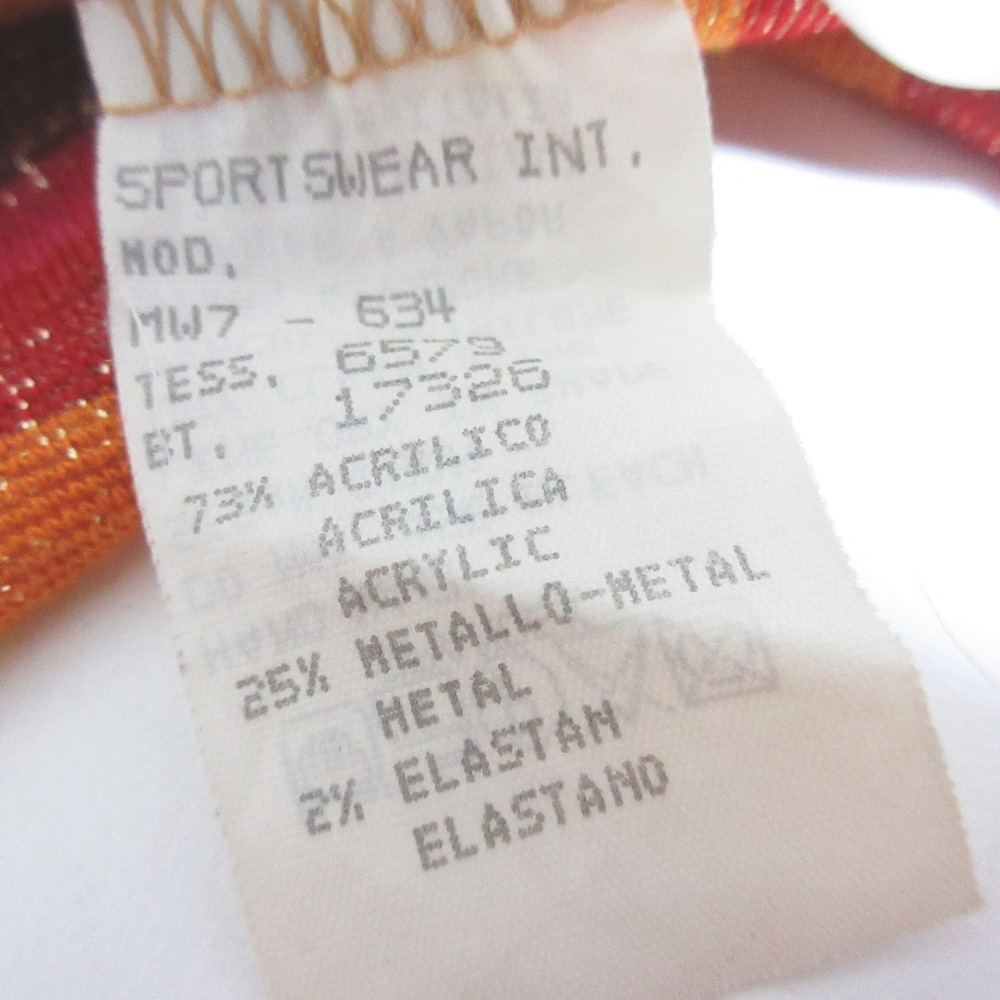 SPORTSWEAR INT.
MOD.
MW7 - 634
TESS. 6579
BT. 17326
73% ACRILICO
ACRILICA
ACRYLIC
25% METALLO-METAL
METAL
2% ELASTAN
ELASTANO